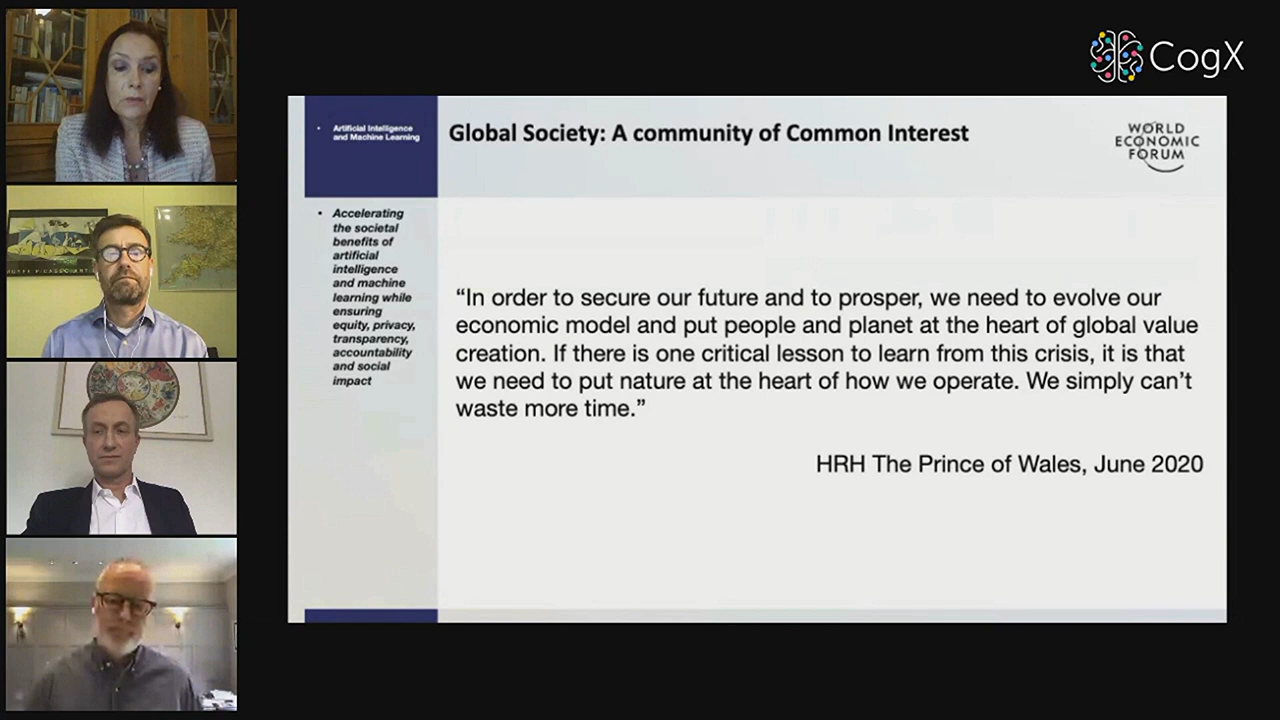 CogX
• Artificial Intelligence
and Machine Learning
Global Society: A community of Common Interest
WORLD
ECONOMIC
FORUM
• Accelerating
the societal
benefits of
artificial
intelligence
and machine
learning while
ensuring
equity, privacy,
transparency,
accountability
and social
impact
“In order to secure our future and to prosper, we need to evolve our
economic model and put people and planet at the heart of global value
creation. If there is one critical lesson to learn from this crisis, it is that
we need to put nature at the heart of how we operate. We simply can’t
waste more time.”
HRH The Prince of Wales, June 2020